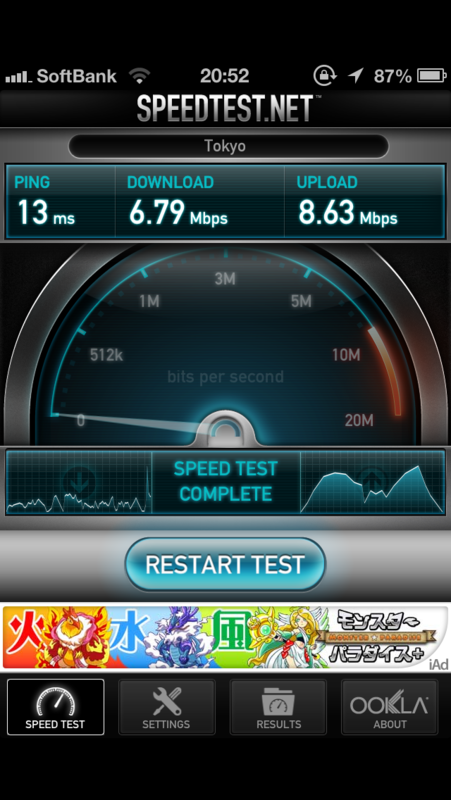 SoftBank 20:52 87%
SPEEDTEST.NET™
Tokyo
PING DOWNLOAD UPLOAD
13 ms 6.79 Mbps 8.63 Mbps
3M
1M 5M
512k 10M
bits per second
0 20M
SPEED TEST
COMPLETE
RESTART TEST
火 水 風 モンスター
MONSTER ★ PARADISE
パラダイス+
iAd
OOKLA
SPEED TEST SETTINGS RESULTS ABOUT